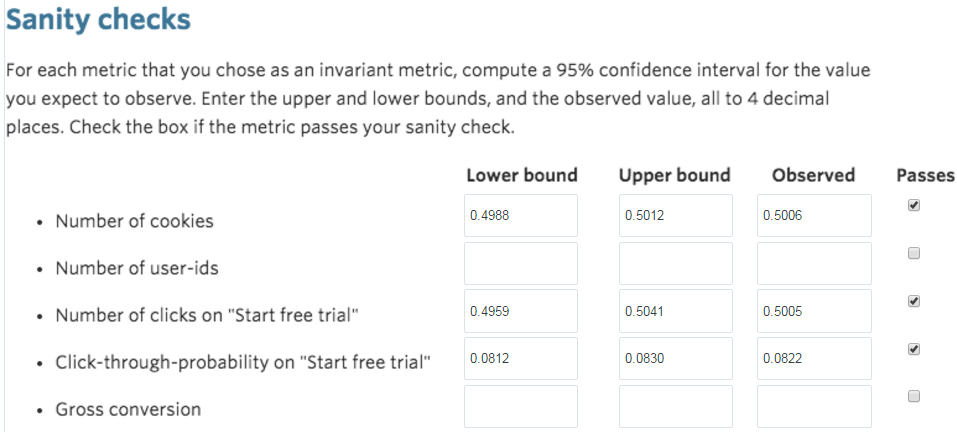 Sanity checks
For each metric that you chose as an invariant metric, compute a 95% confidence interval for the value
you expect to observe. Enter the upper and lower bounds, and the observed value, all to 4 decimal
places. Check the box if the metric passes your sanity check.
Lower bound Upper bound Observed Passes
• Number of cookies 0.4988 0.5012 0.5006
• Number of user-ids
• Number of clicks on "Start free trial" 0.4959 0.5041 0.5005
• Click-through-probability on "Start free trial" 0.0812 0.0830 0.0822
• Gross conversion